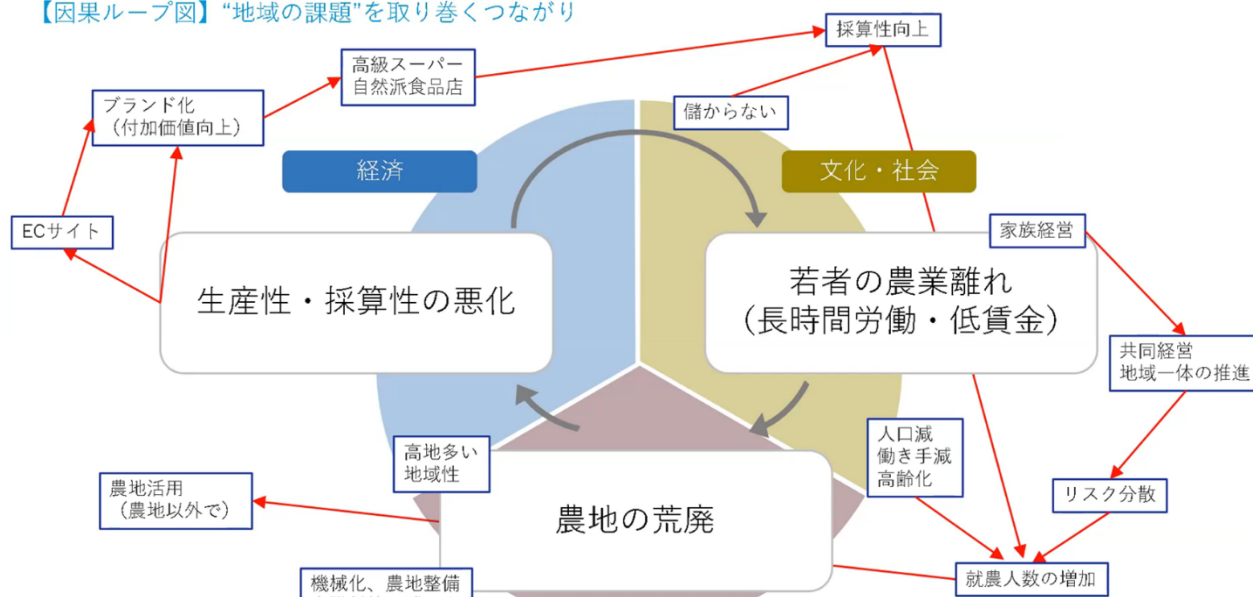 【因果ループ図】“地域の課題”を取り巻くつながり
採算性向上
高級スーパー
自然派食品店
ブランド化
（付加価値向上）
儲からない
経済
文化・社会
ECサイト
家族経営
生産性・採算性の悪化
若者の農業離れ
（長時間労働・低賃金）
共同経営
地域一体の推進
高地多い
地域性
人口減
働き手減
高齢化
農地活用
（農地以外で）
リスク分散
農地の荒廃
機械化、農地整備
就農人数の増加